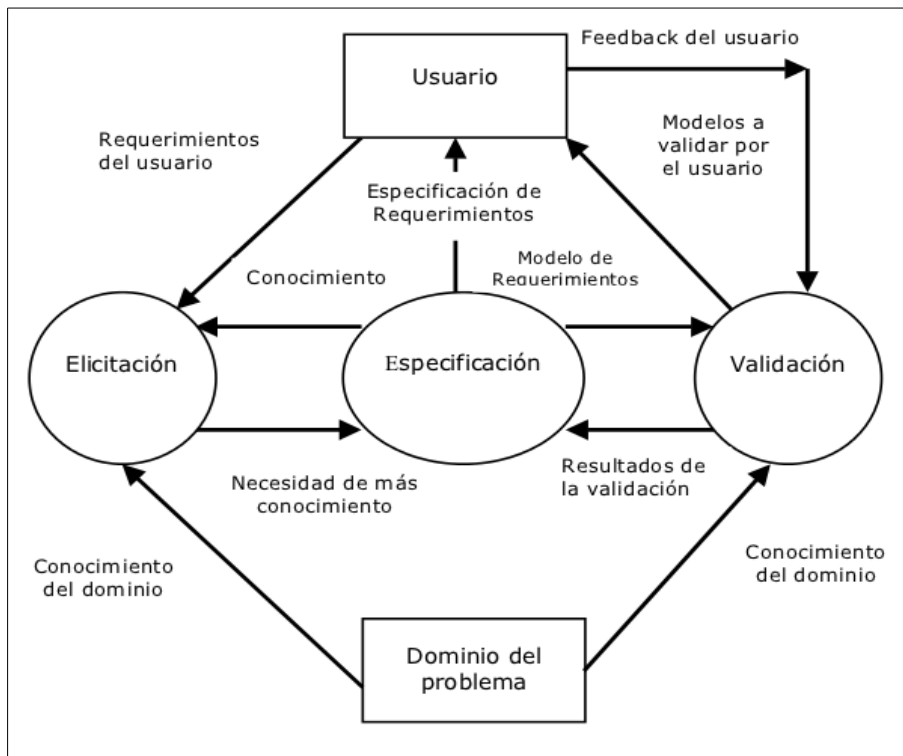 Feedback del usuario
Usuario
Requerimientos
del usuario
Modelos a
validar por
el usuario
Especificación de
Requerimientos
Conocimiento
Modelo de
Requerimientos
Elicitación
Especificación
Validación
Necesidad de más
conocimiento
Resultados de
la validación
Conocimiento
del dominio
Conocimiento
del dominio
Dominio del
problema